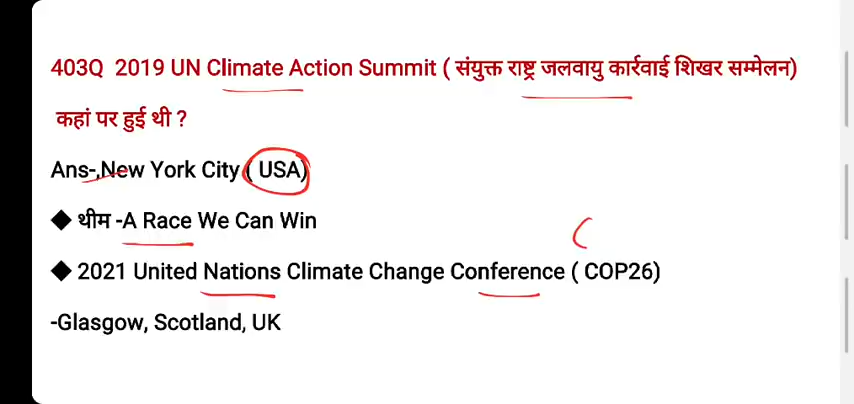 403Q 2019 UN Climate Action Summit ( संयुक्त राष्ट्र जलवायु कार्रवाई शिखर सम्मेलन)
कहां पर हुई थी ?
Ans-,New York City ( USA)
◆ थीम -A Race We Can Win
◆ 2021 United Nations Climate Change Conference ( COP26)
-Glasgow, Scotland, UK